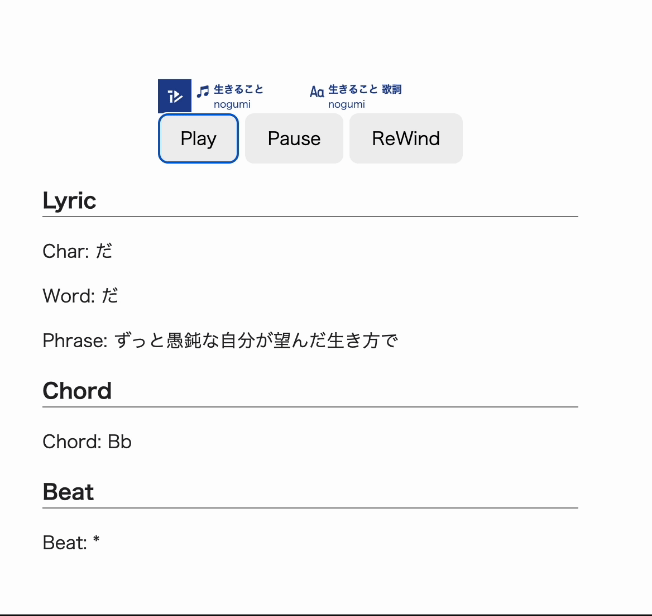 生きること
nogumi
Aa 生きること 歌詞
nogumi
Play Pause ReWind
Lyric
Char: だ
Word: だ
Phrase: ずっと愚鈍な自分が望んだ生き方で
Chord
Chord: Bb
Beat
Beat: *